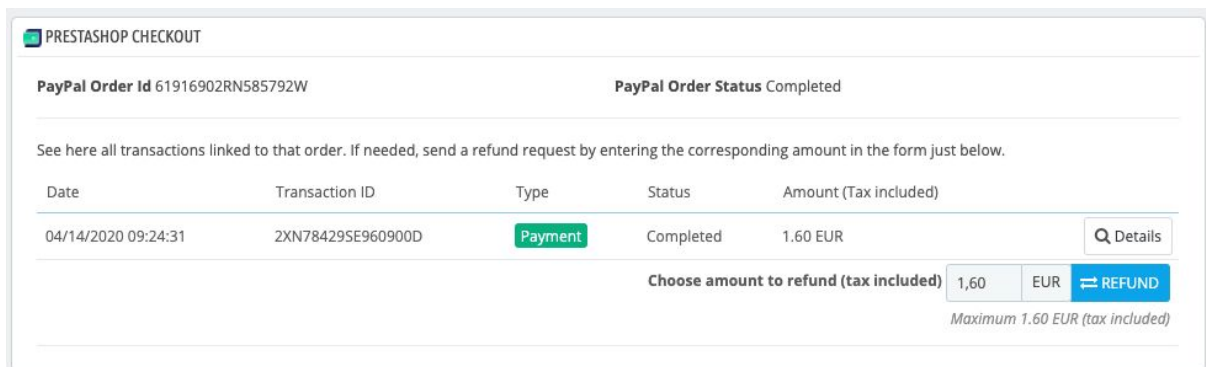 PRESTASHOP CHECKOUT
PayPal Order Id 61916902RN585792W PayPal Order Status Completed
See here all transactions linked to that order. If needed, send a refund request by entering the corresponding amount in the form just below.
Date Transaction ID Type Status Amount (Tax included)
04/14/2020 09:24:31 2XN78429SE960900D Payment Completed 1.60 EUR Details
Choose amount to refund (tax included) 1,60 EUR REFUND
Maximum 1.60 EUR (tax included)